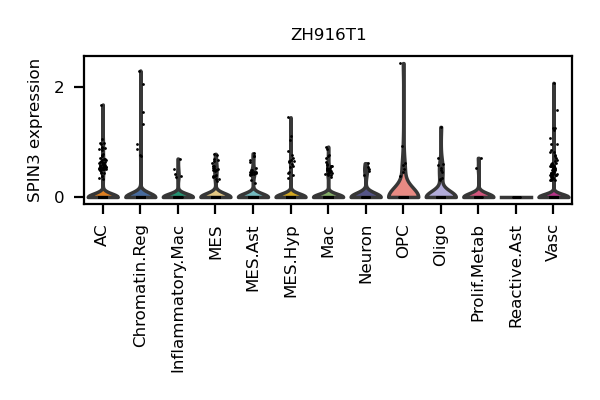 ZH916T1
SPIN3 expression
2
0
AC
Chromatin.Reg
Inflammatory.Mac
MES
MES.Ast
MES.Hyp
Mac
Neuron
OPC
Oligo
Prolif.Metab
Reactive.Ast
Vasc